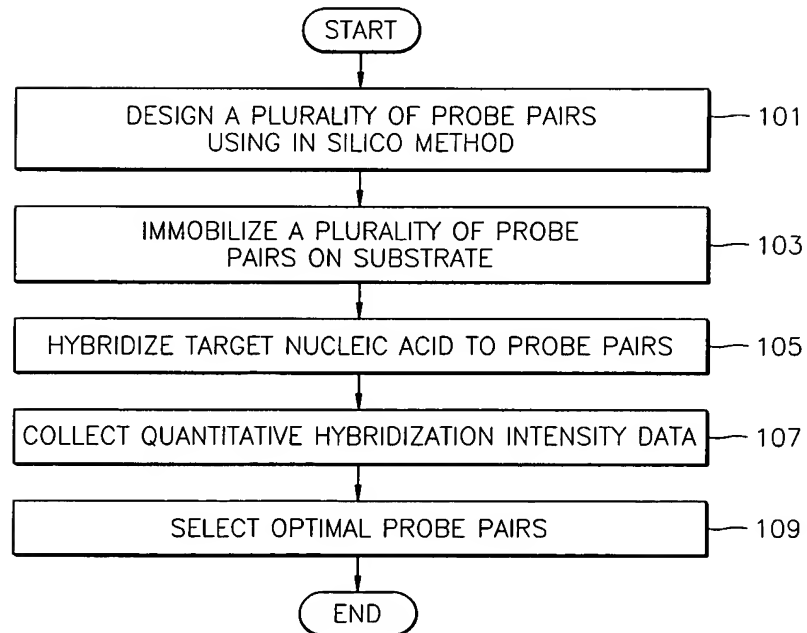 START
DESIGN A PLURALITY OF PROBE PAIRS
USING IN SILICO METHOD
101
IMMOBILIZE A PLURALITY OF PROBE
PAIRS ON SUBSTRATE
103
HYBRIDIZE TARGET NUCLEIC ACID TO PROBE PAIRS
105
COLLECT QUANTITATIVE HYBRIDIZATION INTENSITY DATA
107
SELECT OPTIMAL PROBE PAIRS
109
END